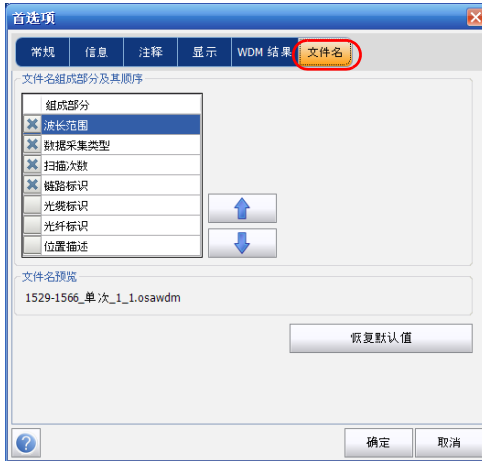 首选项
常规 信息 注释 显示 WDM 结果 文件名
文件名组成部分及其顺序
组成部分
波长范围
数据采集类型
扫描次数
链路标识
光缆标识
光纤标识
位置描述
文件名预览
1529-1566_单次_1_1.osawdm
恢复默认值
确定 取消